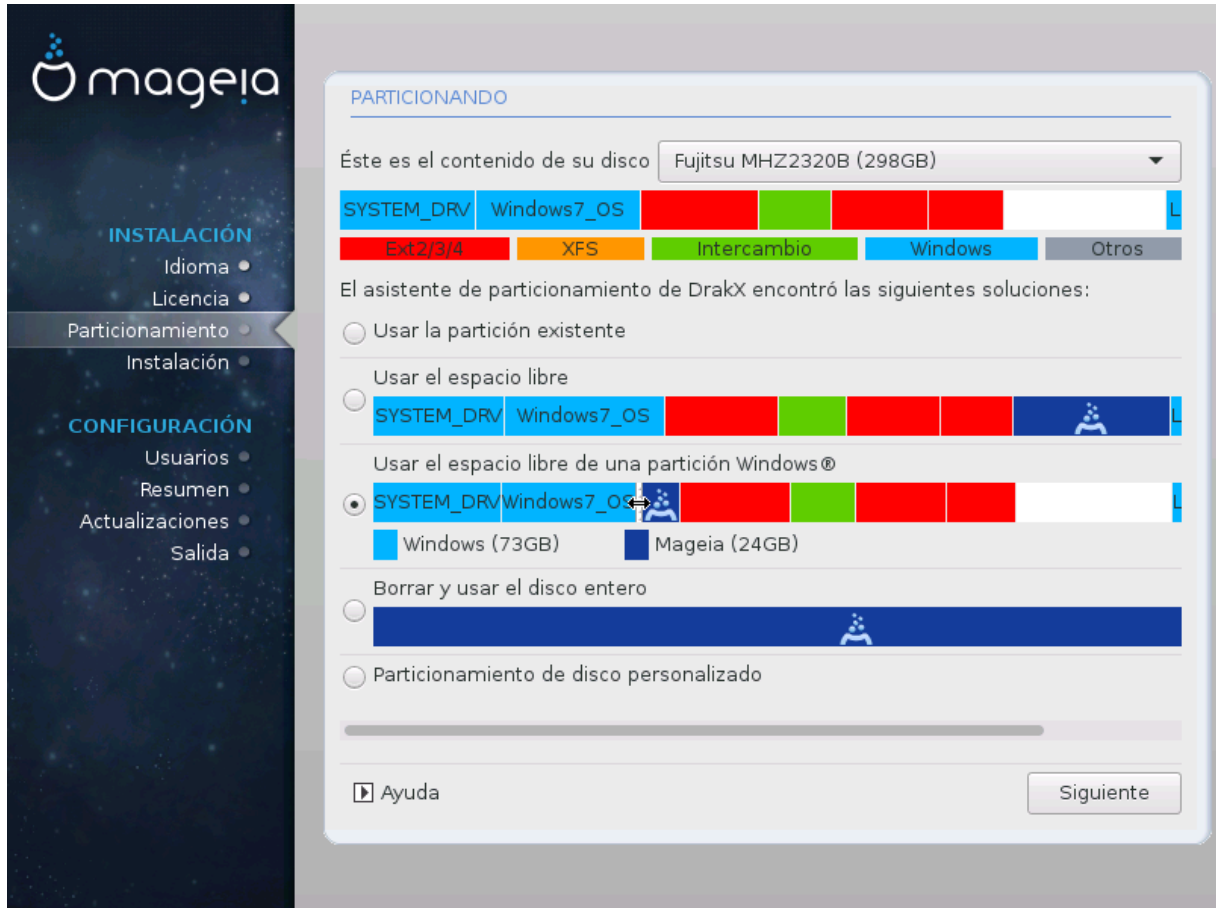 mageia
INSTALACIÓN
Idioma
Licencia
Particionamiento
Instalación
CONFIGURACIÓN
Usuarios
Resumen
Actualizaciones
Salida
PARTICIONANDO
Éste es el contenido de su disco Fujitsu MHZ2320B (298GB)
SYSTEM_DRV Windows7_OS L
Ext2/3/4 XFS Intercambio Windows Otros
El asistente de particionamiento de DrakX encontró las siguientes soluciones:
Usar la partición existente
Usar el espacio libre
SYSTEM_DRV Windows7_OS L
Usar el espacio libre de una partición Windows®
SYSTEM_DRV Windows7_OS L
Windows (73GB) Mageia (24GB)
Borrar y usar el disco entero
Particionamiento de disco personalizado
Ayuda Siguiente